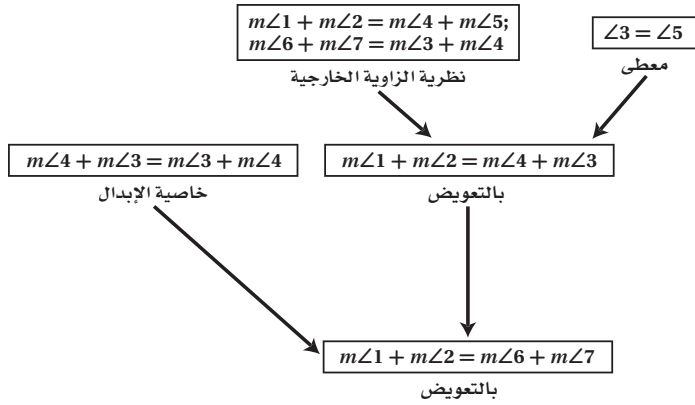 m∠1 + m∠2 = m∠4 + m∠5;
m∠6 + m∠7 = m∠3 + m∠4
نظرية الزاوية الخارجية
∠3 = ∠5
معطى
m∠4 + m∠3 = m∠3 + m∠4
خاصية الإبدال
m∠1 + m∠2 = m∠4 + m∠3
بالتعويض
m∠1 + m∠2 = m∠6 + m∠7
بالتعويض